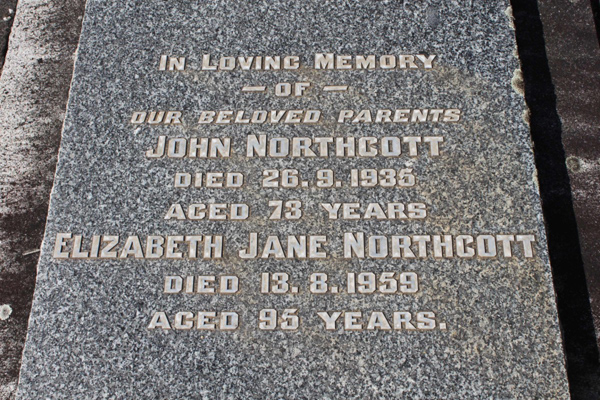 IN LOVING MEMORY
— OF —
OUR BELOVED PARENTS
JOHN NORTHCOTT
DIED 26.9.1936
AGED 73 YEARS
ELIZABETH JANE NORTHCOTT
DIED 13.8.1959
AGED 95 YEARS.